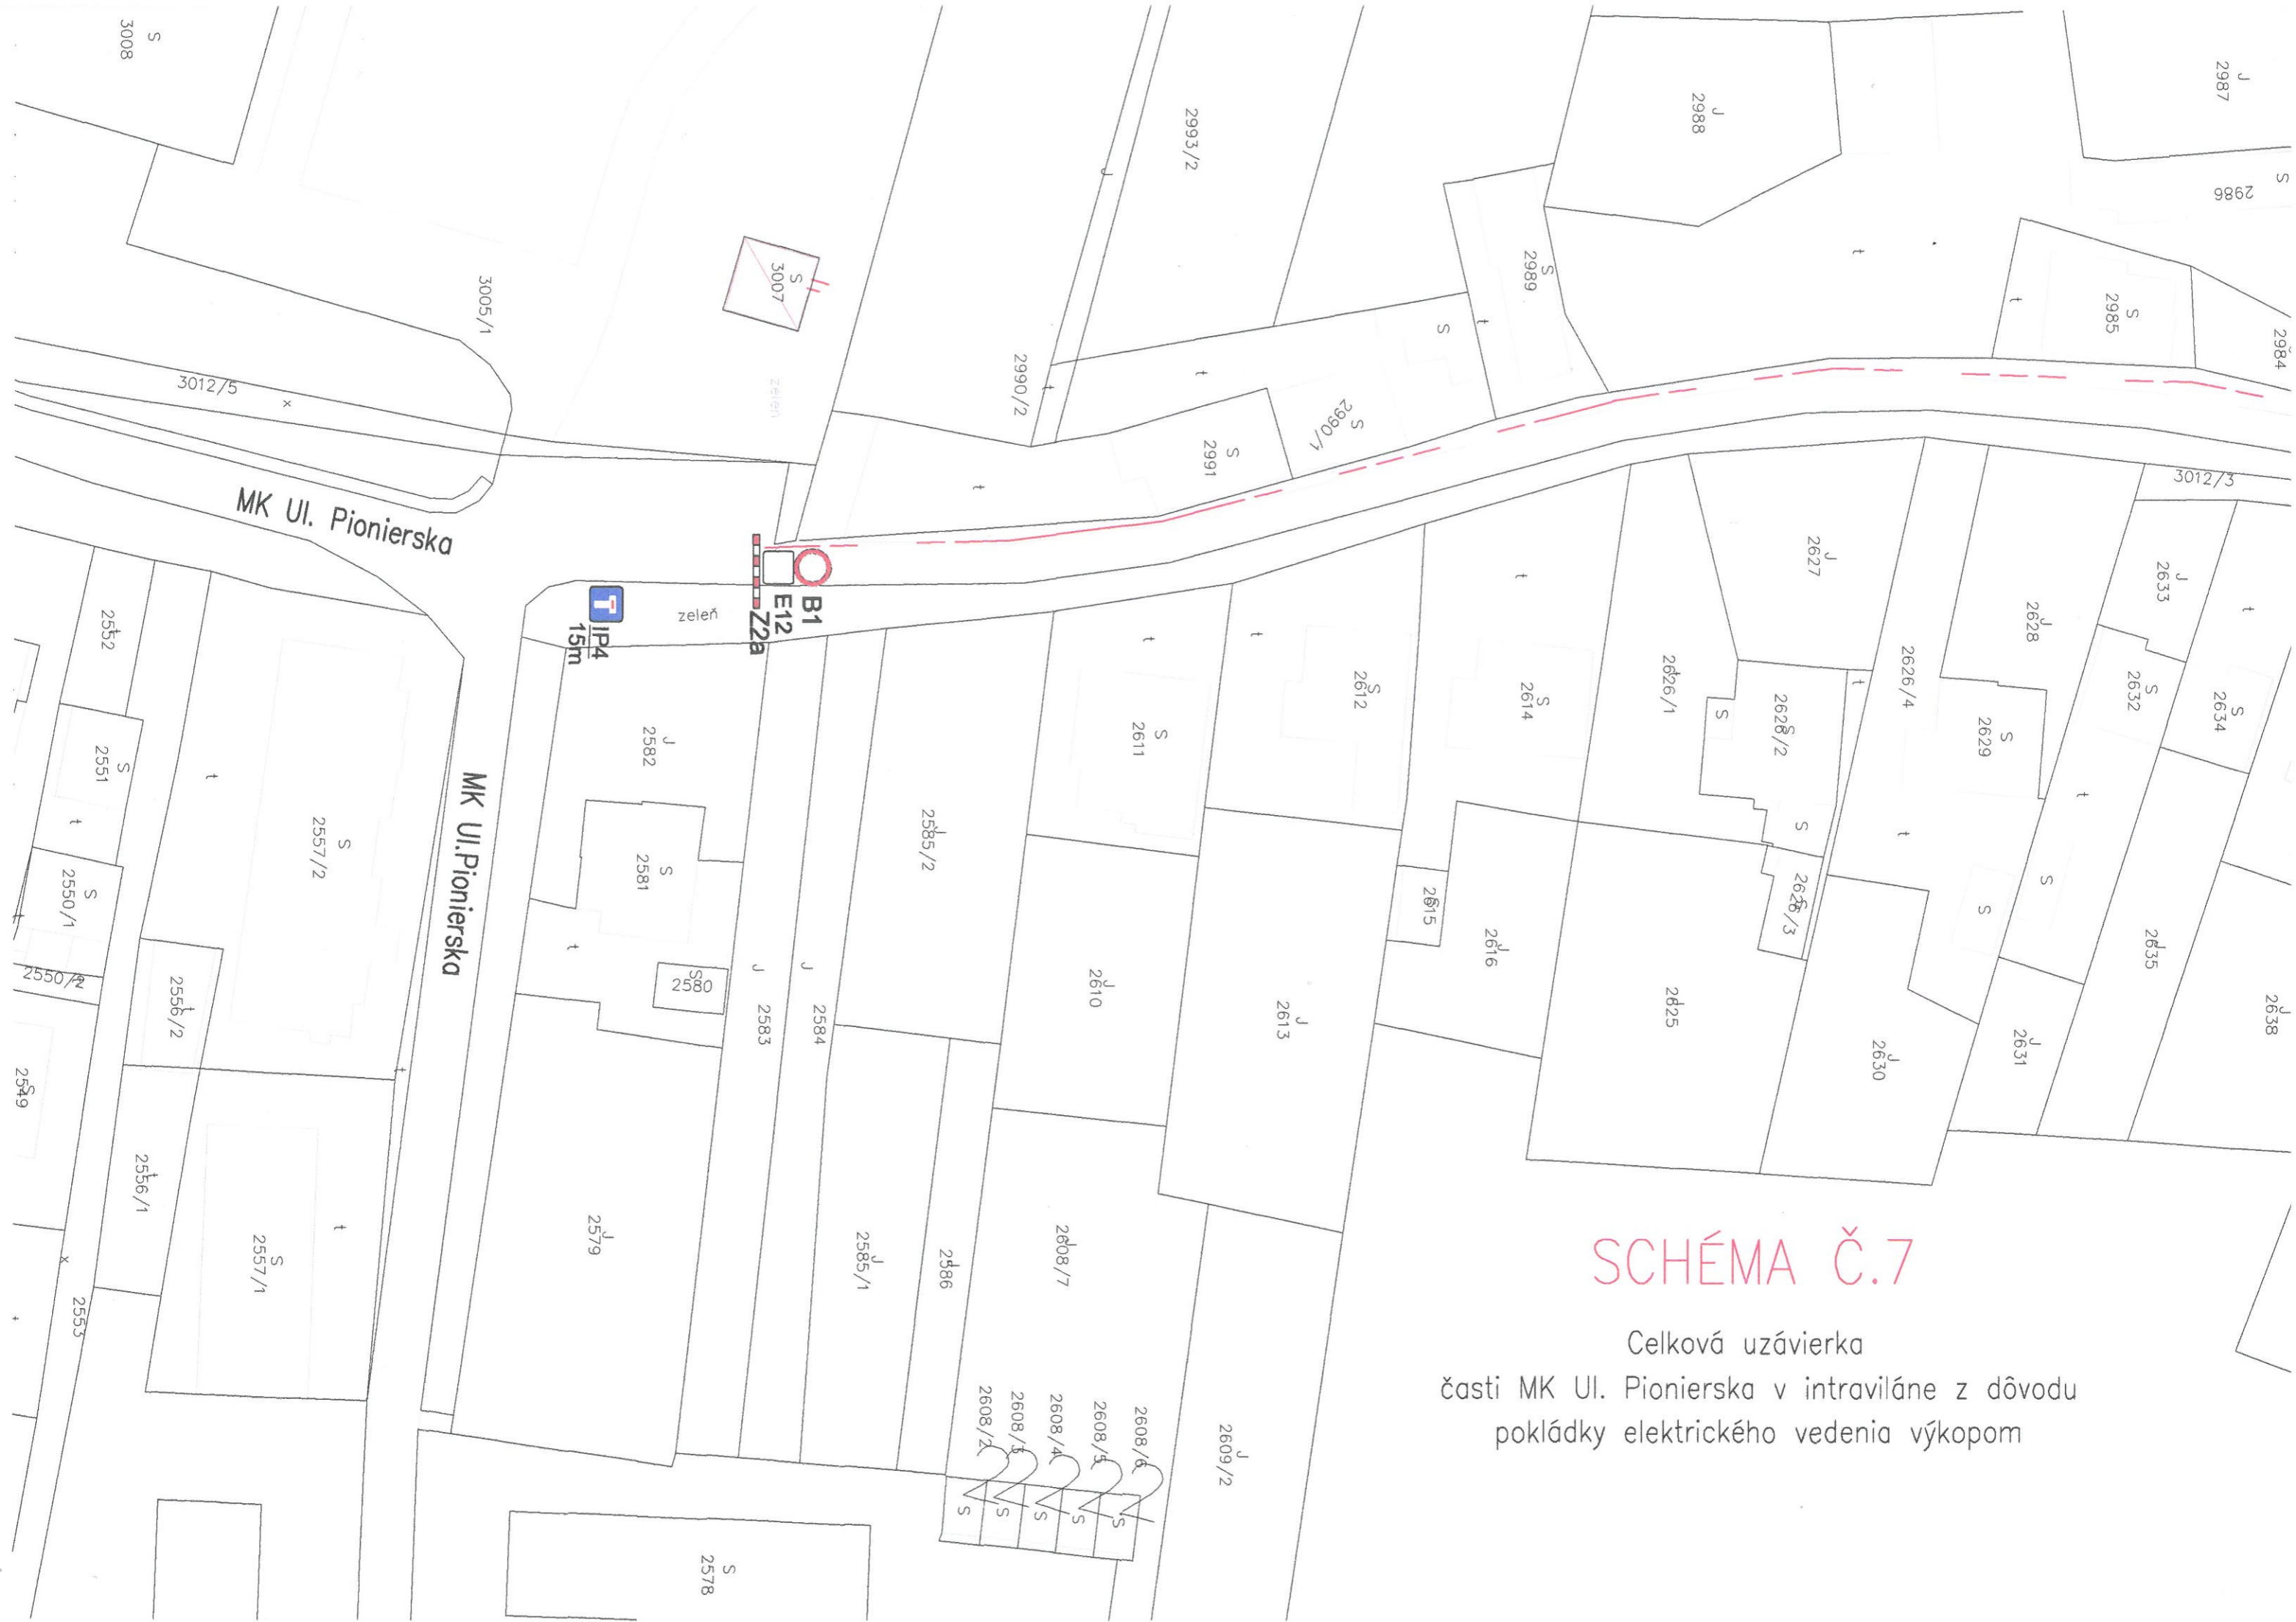 SCHÉMA Č.7
Celková uzávierka
časti MK Ul. Pionierska v intraviláne z dôvodu
pokládky elektrického vedenia výkopom
MK Ul. Pionierska
MK Ul.Pionierska
B1
E12
Z2a
IP4
15m
zeleň
zeleň
S
3008
3005/1
3012/5
x
S
3007
2990/2
t
J
2993/2
J
2988
J
2987
S
2986
S
2989
t
t
S
2985
t
2984
S
t
S
2990/1
S
2991
t
3012/3
J
2627
J
2628
J
2633
t
S
2632
S
2634
2626/4
t
2626/1
S
2626/2
S
S
2626/3
S
2629
t
t
S
S
J
2635
J
2638
J
2631
J
2630
2625
t
S
2614
t
S
2612
t
S
2611
2615
J
2616
J
2613
J
2610
J
2585/2
J
2582
S
2581
t
S
2580
J
2583
J
2584
J
2579
J
2585/1
2586
2608/7
J
2609/2
2608/2
2608/3
2608/4
2608/5
2608/6
S
S
S
S
S
S
2578
2552
S
2551
t
t
S
2550/1
2550/2
S
2549
S
2557/2
t
2556/2
t
2556/1
t
S
2557/1
t
x
2553